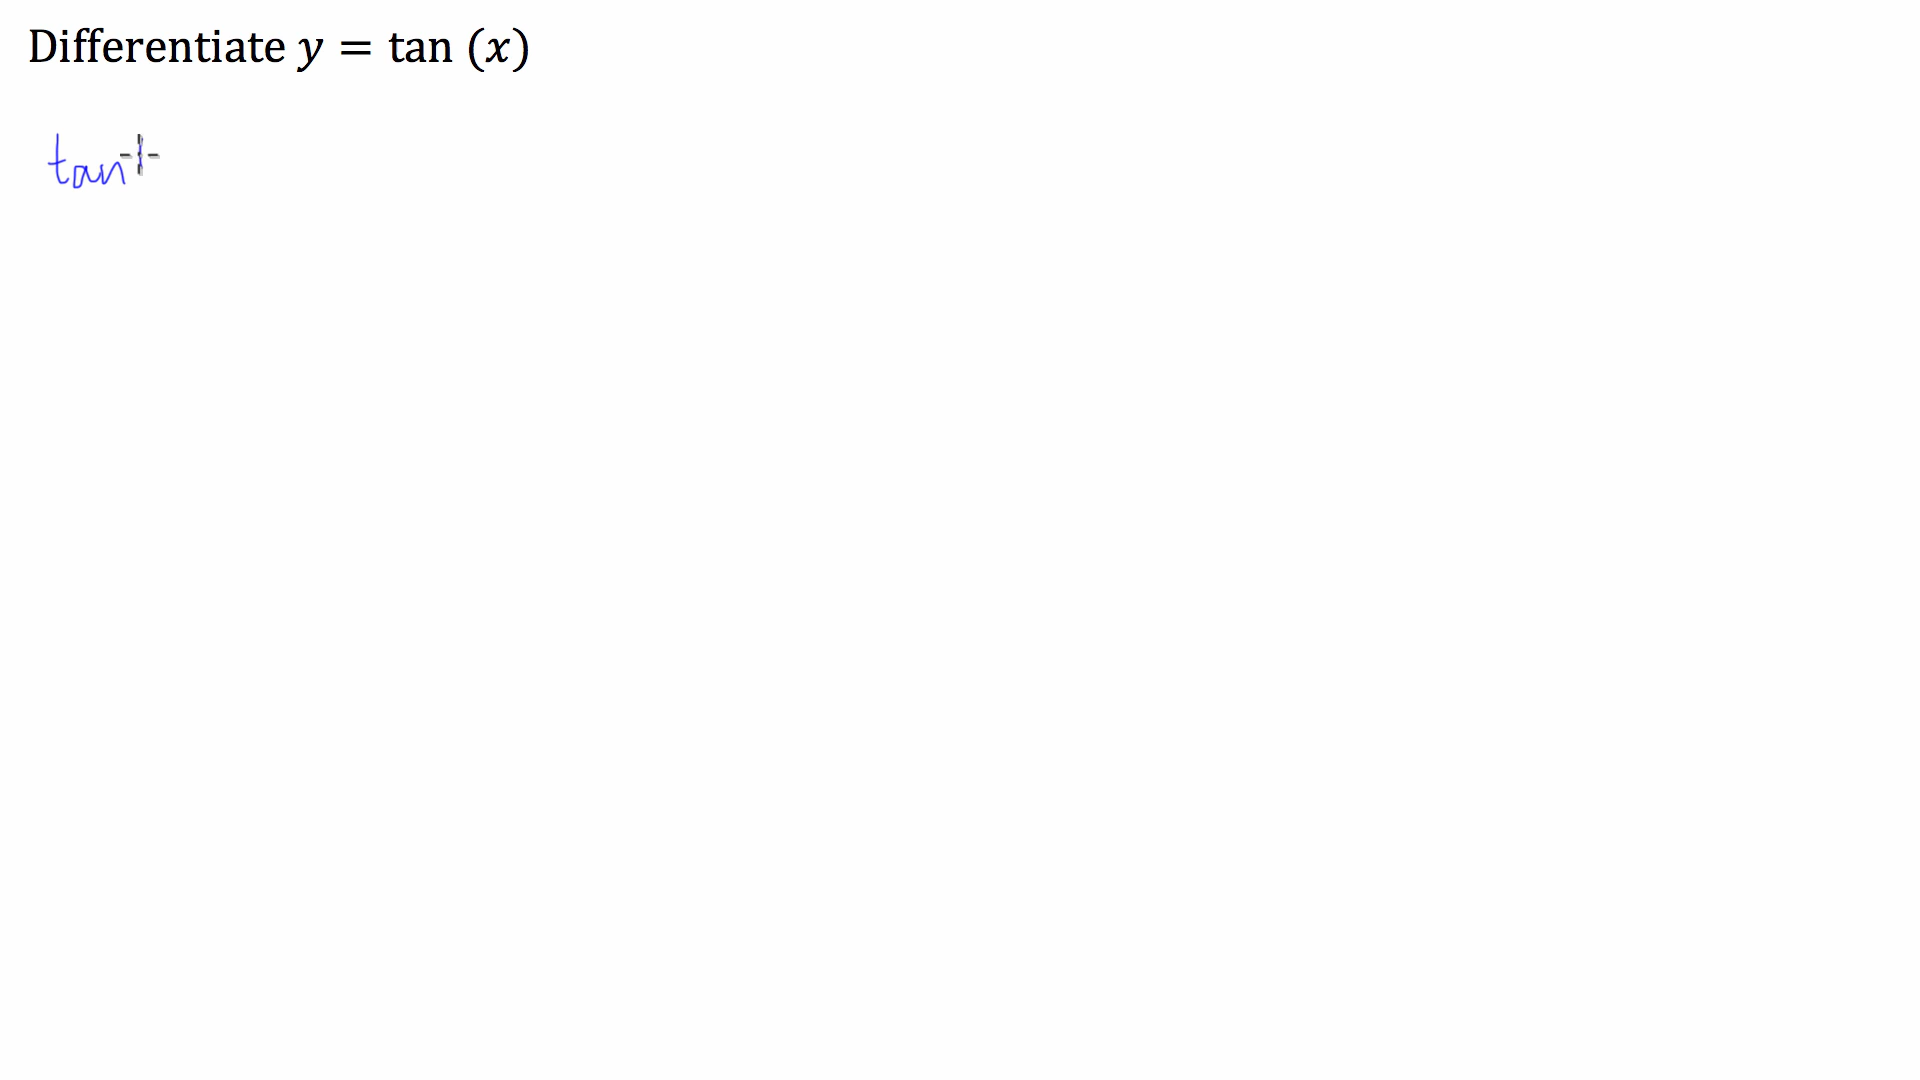 Differentiate y = tan (x)
tan